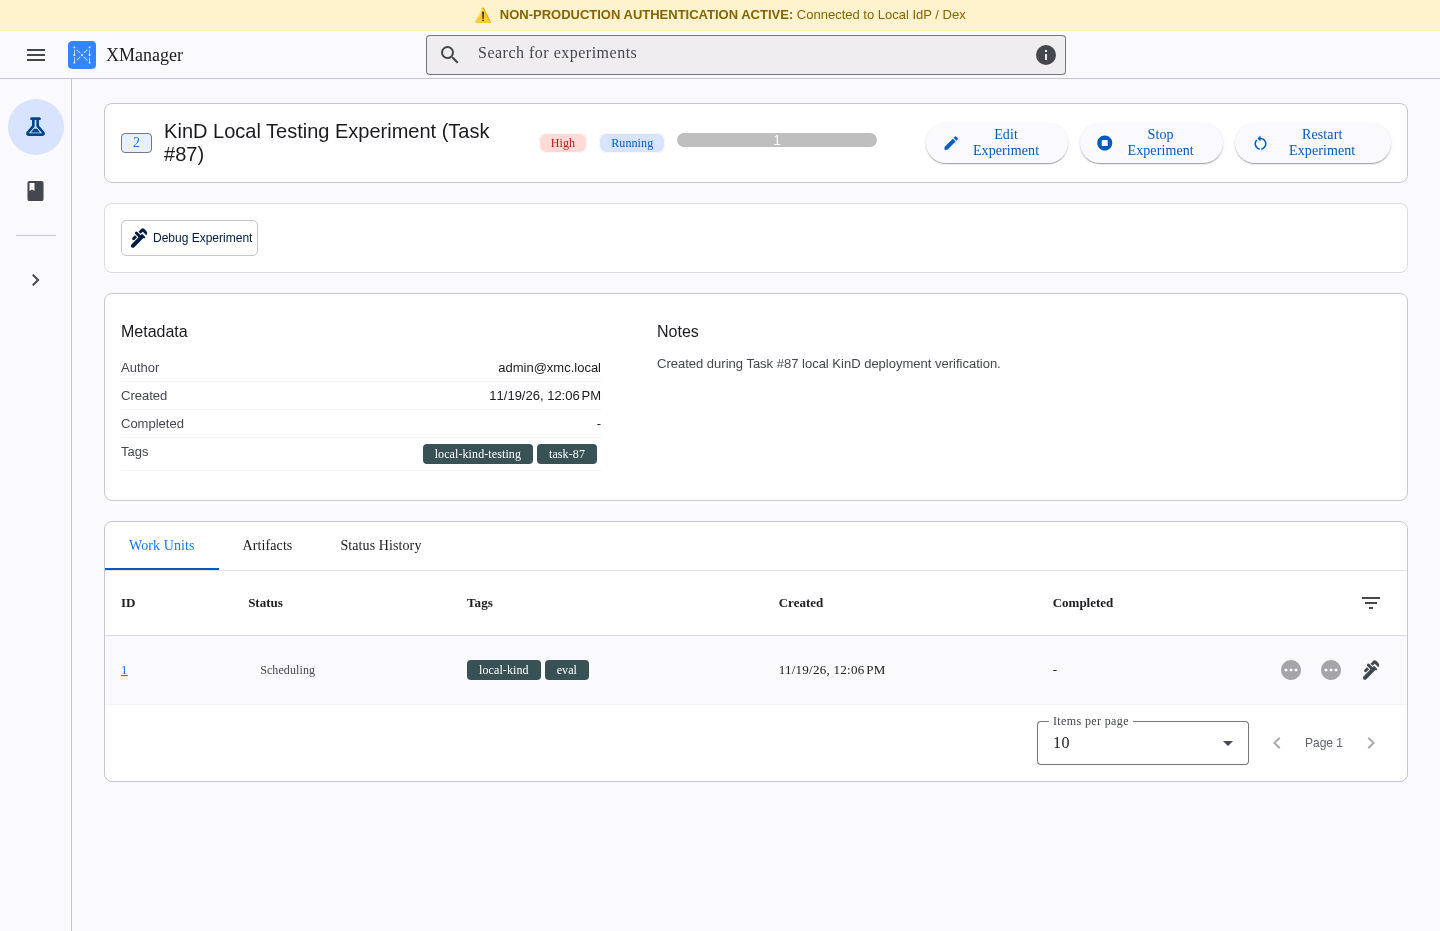 NON-PRODUCTION AUTHENTICATION ACTIVE: Connected to Local IdP / Dex
XManager
Search for experiments
2
KinD Local Testing Experiment (Task
#87)
High
Running
1
Edit
Experiment
Stop
Experiment
Restart
Experiment
Debug Experiment
Metadata
Author
admin@xmc.local
Created
11/19/26, 12:06 PM
Completed
-
Tags
local-kind-testing
task-87
Notes
Created during Task #87 local KinD deployment verification.
Work Units
Artifacts
Status History
ID
Status
Tags
Created
Completed
1
Scheduling
local-kind
eval
11/19/26, 12:06 PM
-
Items per page
10
Page 1